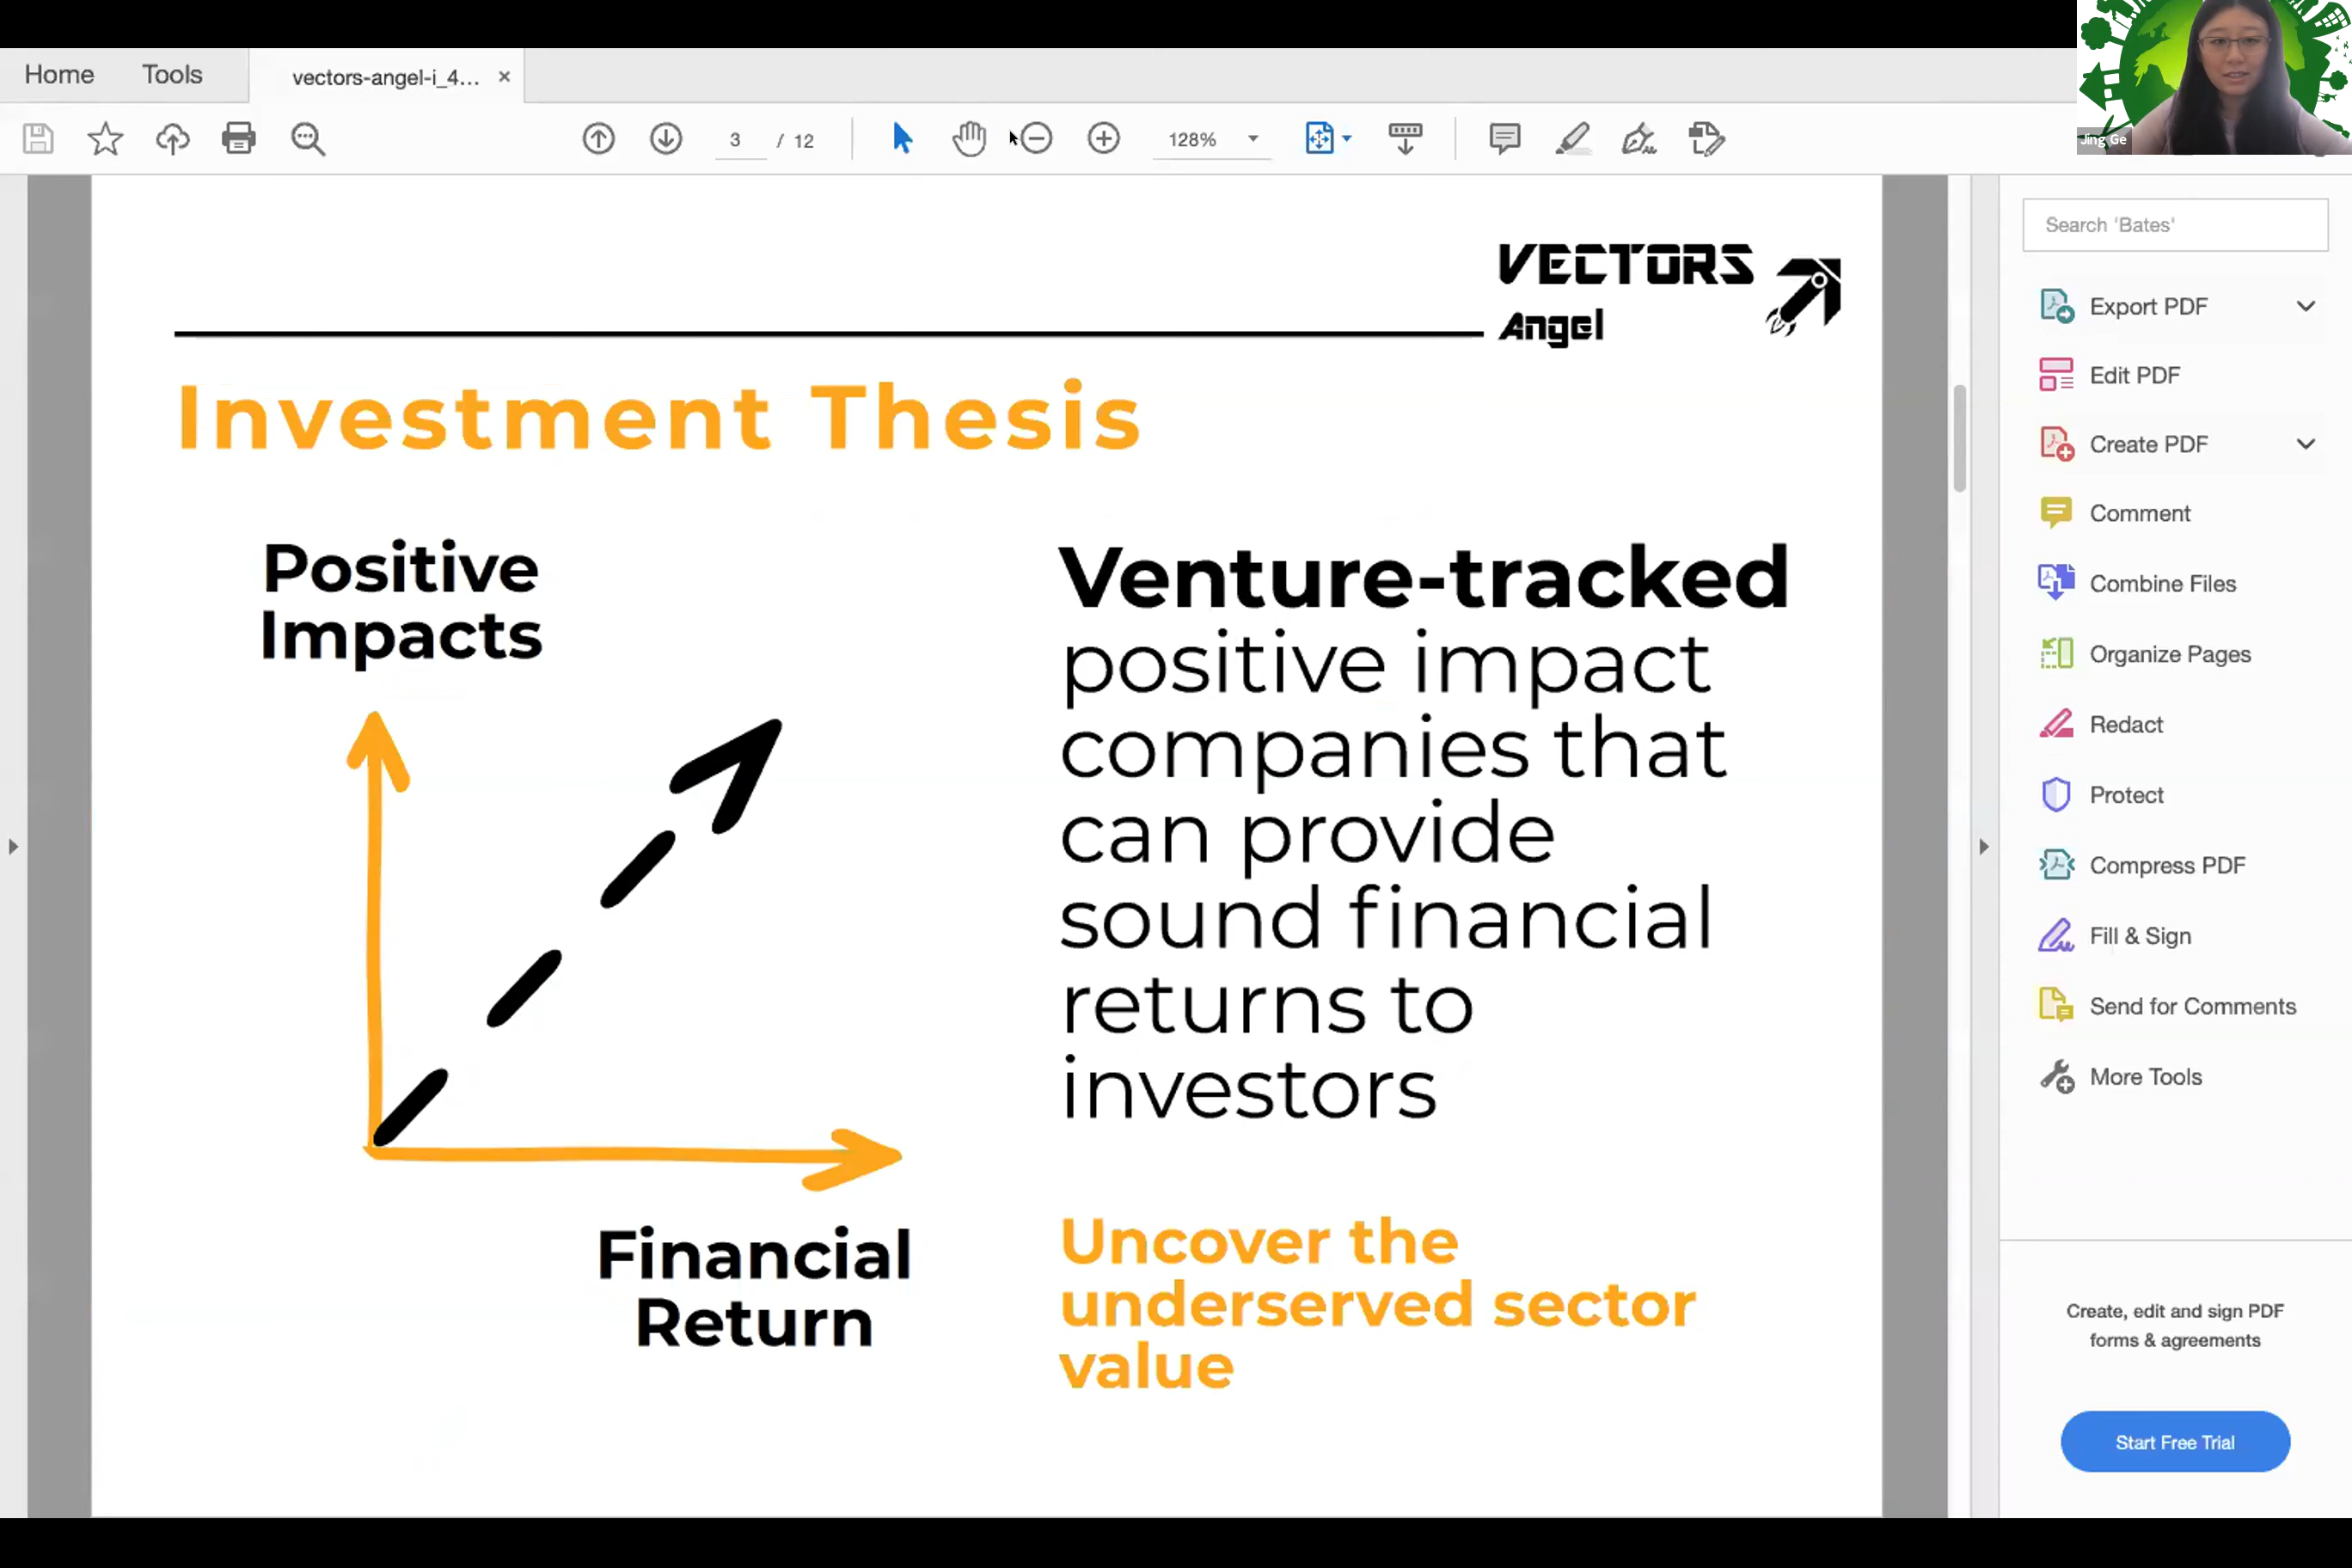 Home Tools vectors-angel-i_4... ×
3 / 12 128%
Jing Ge
VECTORS
Angel
Investment Thesis
Positive
Impacts
Financial
Return
Venture-tracked
positive impact
companies that
can provide
sound financial
returns to
investors
Uncover the
underserved sector
value
Search 'Bates'
Export PDF
Edit PDF
Create PDF
Comment
Combine Files
Organize Pages
Redact
Protect
Compress PDF
Fill & Sign
Send for Comments
More Tools
Create, edit and sign PDF
forms & agreements
Start Free Trial